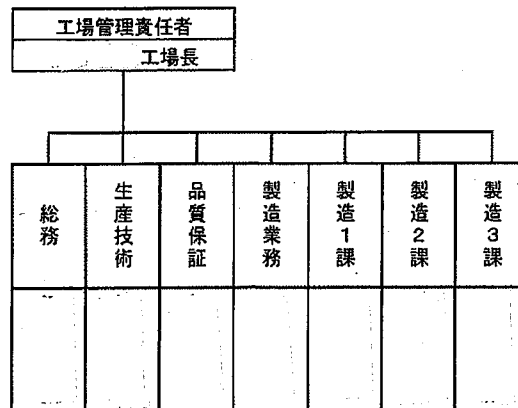 工場管理責任者
工場長
総務
生産技術
品質保証
製造業務
製造1課
製造2課
製造3課